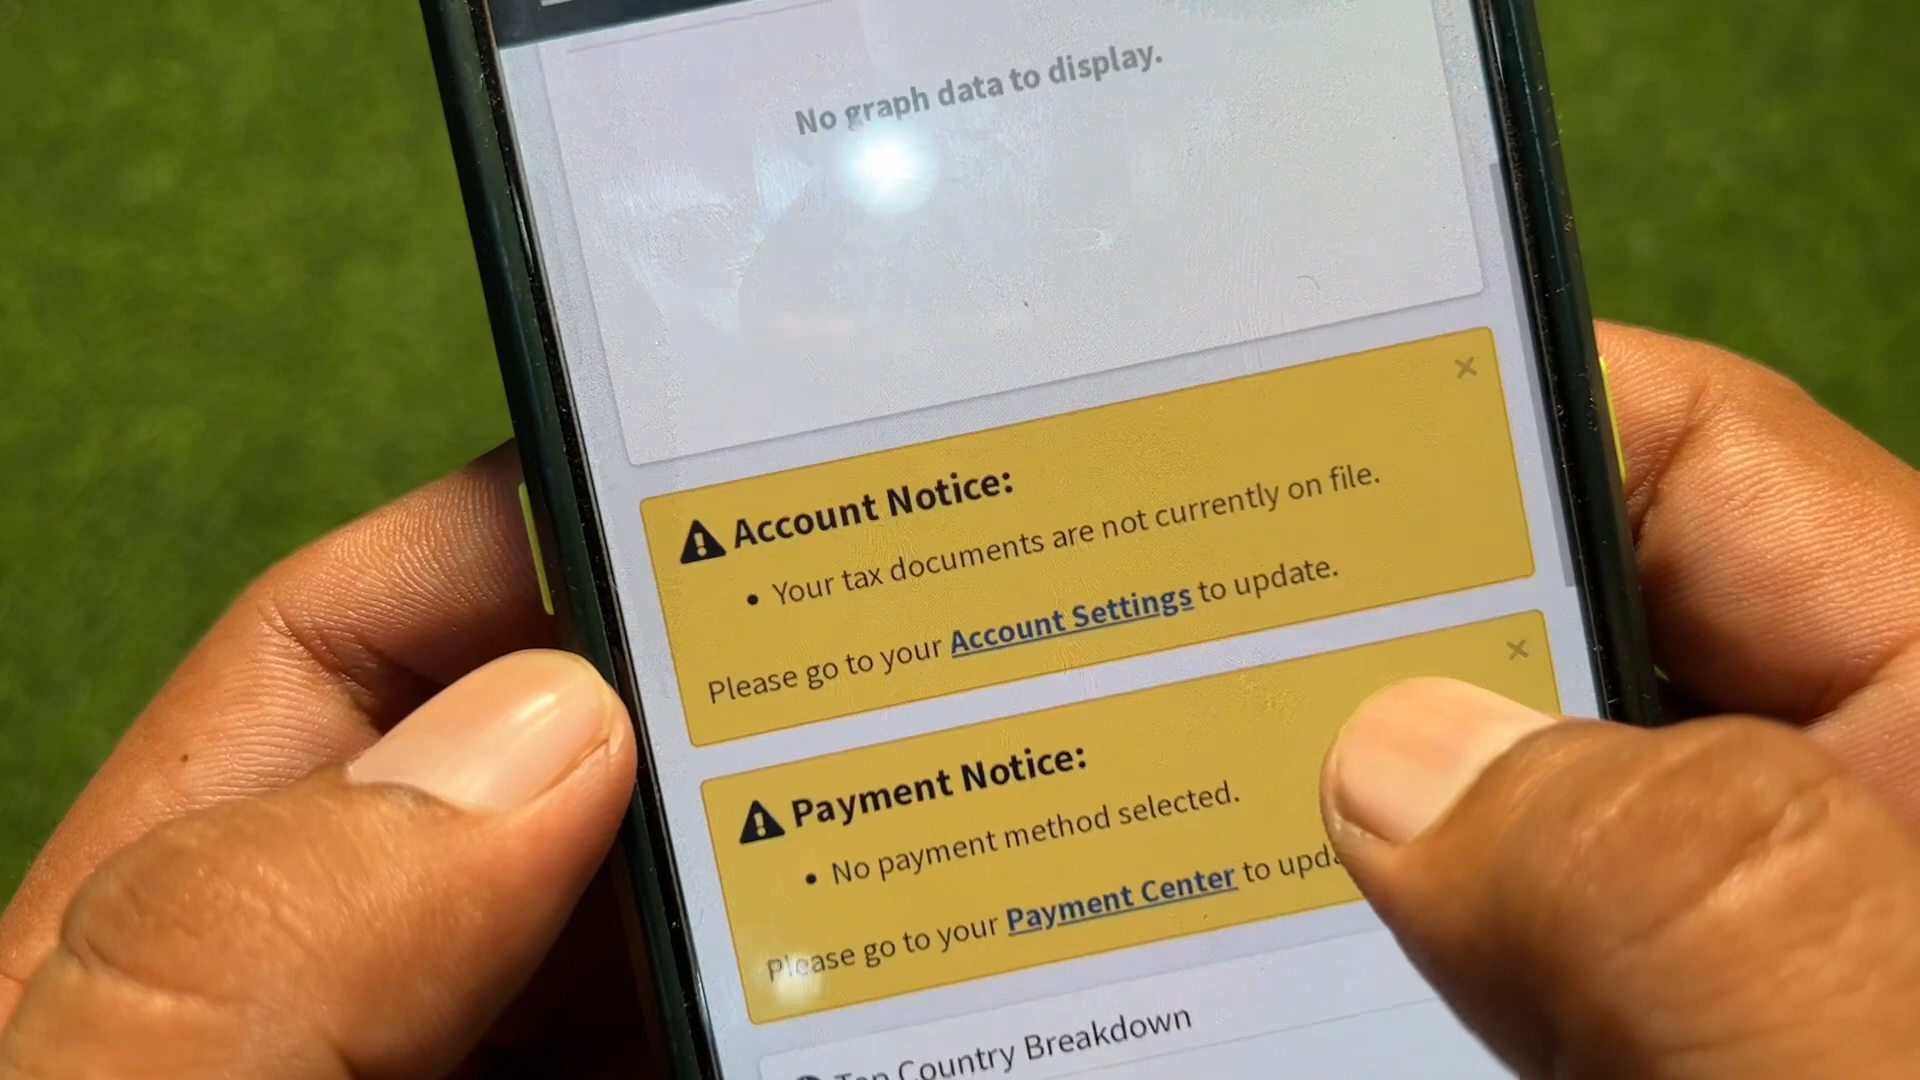 No graph data to display.
Account Notice:
• Your tax documents are not currently on file.
Please go to your Account Settings to update.
Payment Notice:
• No payment method selected.
Please go to your Payment Center to upda
Top Country Breakdown